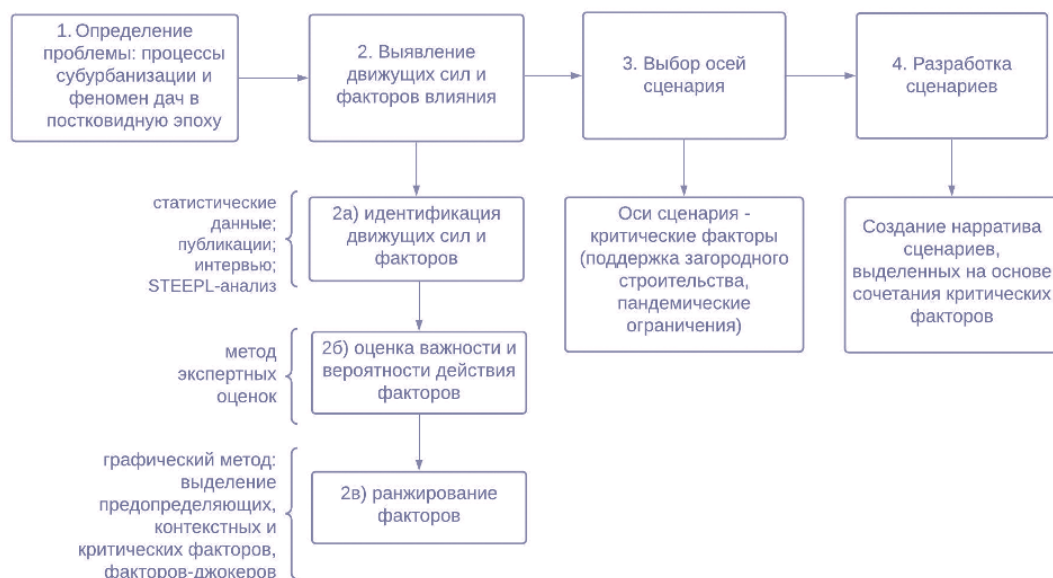 1. Определение
проблемы: процессы
субурбанизации и
феномен дач в
постковидную эпоху
2. Выявление
движущих сил и
факторов влияния
3. Выбор осей
сценария
4. Разработка
сценариев
статистические
данные;
публикации;
интервью;
STEEPL-анализ
2а) идентификация
движущих сил и
факторов
Оси сценария -
критические факторы
(поддержка загородного
строительства,
пандемические
ограничения)
Создание нарратива
сценариев,
выделенных на основе
сочетания критических
факторов
метод
экспертных
оценок
2б) оценка важности и
вероятности действия
факторов
графический метод:
выделение
предопределяющих,
контекстных и
критических факторов,
факторов-джокеров
2в) ранжирование
факторов